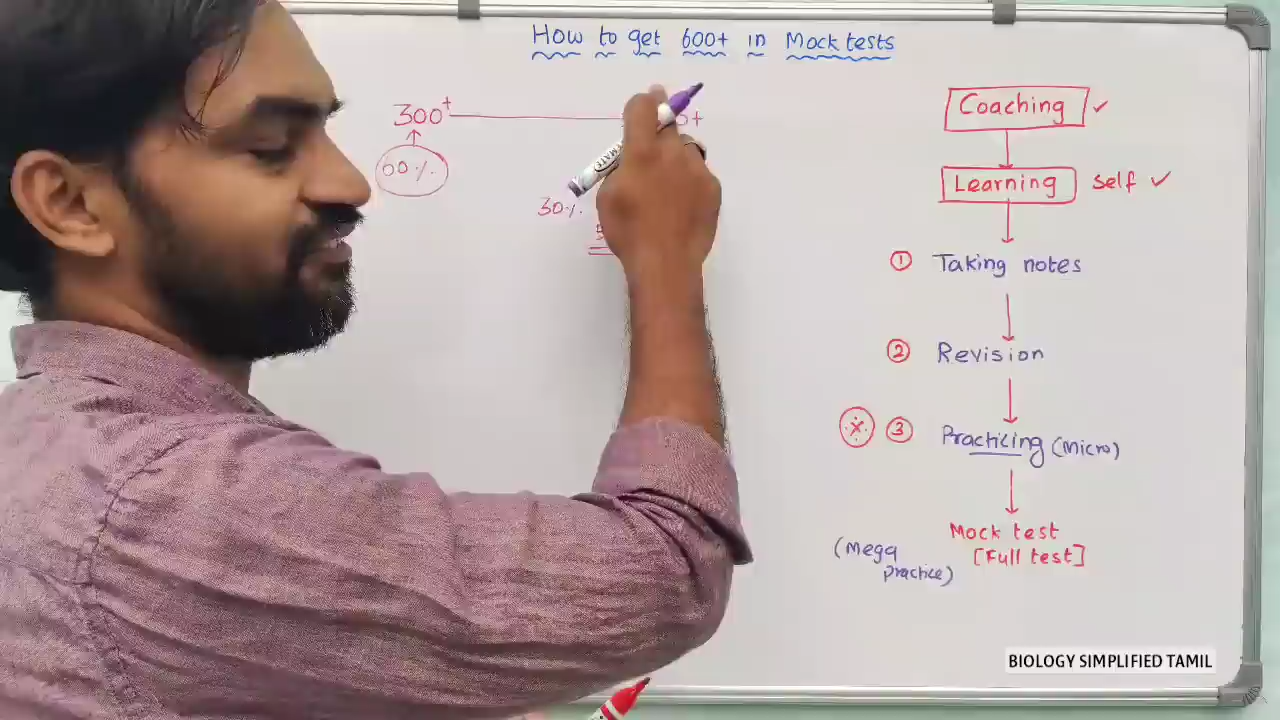 How to get 600+ in Mock tests
300+
60%
30%
Coaching ✓
Learning self ✓
① Taking notes
② Revision
③ Practicing (Micro)
Mock test
[Full test]
(Mega
practice)
BIOLOGY SIMPLIFIED TAMIL